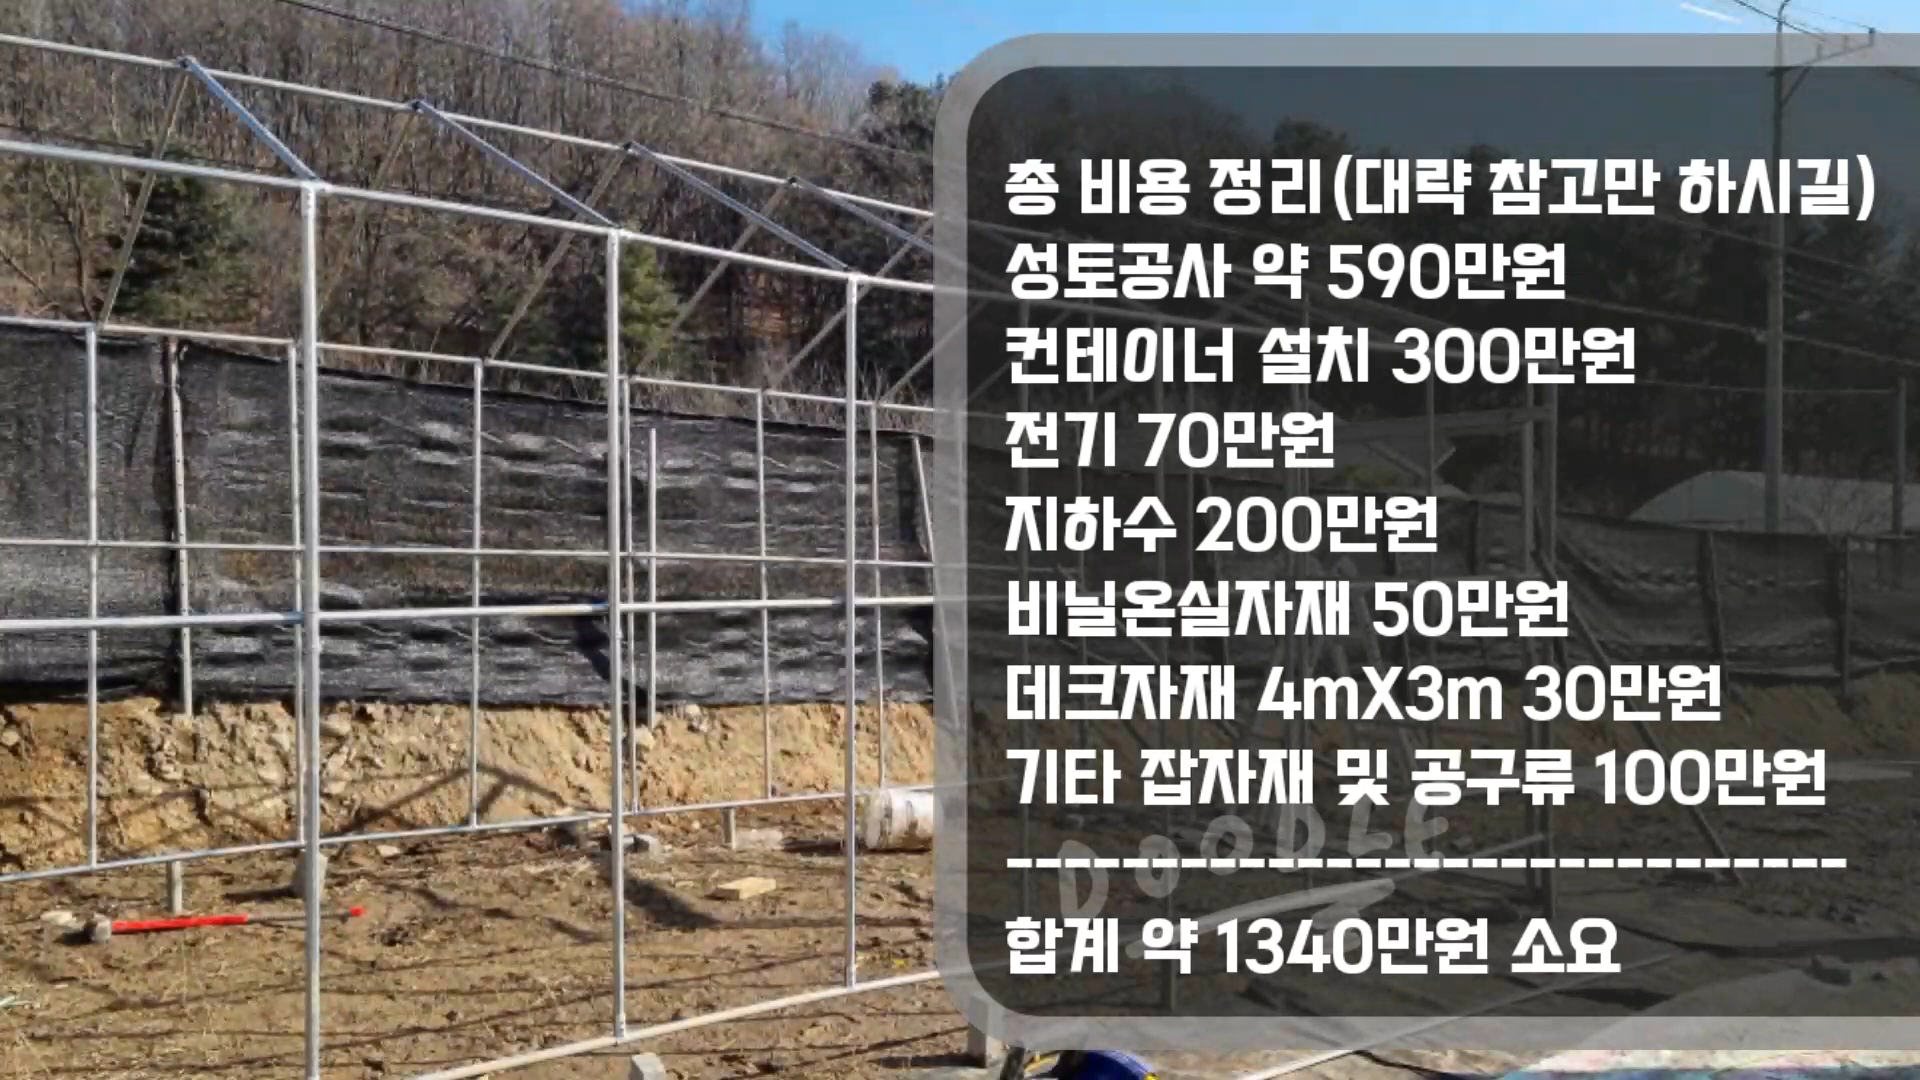 총 비용 정리(대략 참고만 하시길)
성토공사 약 590만원
컨테이너 설치 300만원
전기 70만원
지하수 200만원
비닐온실자재 50만원
데크자재 4mX3m 30만원
기타 잡자재 및 공구류 100만원
------------------------------
합계 약 1340만원 소요
DOODLE